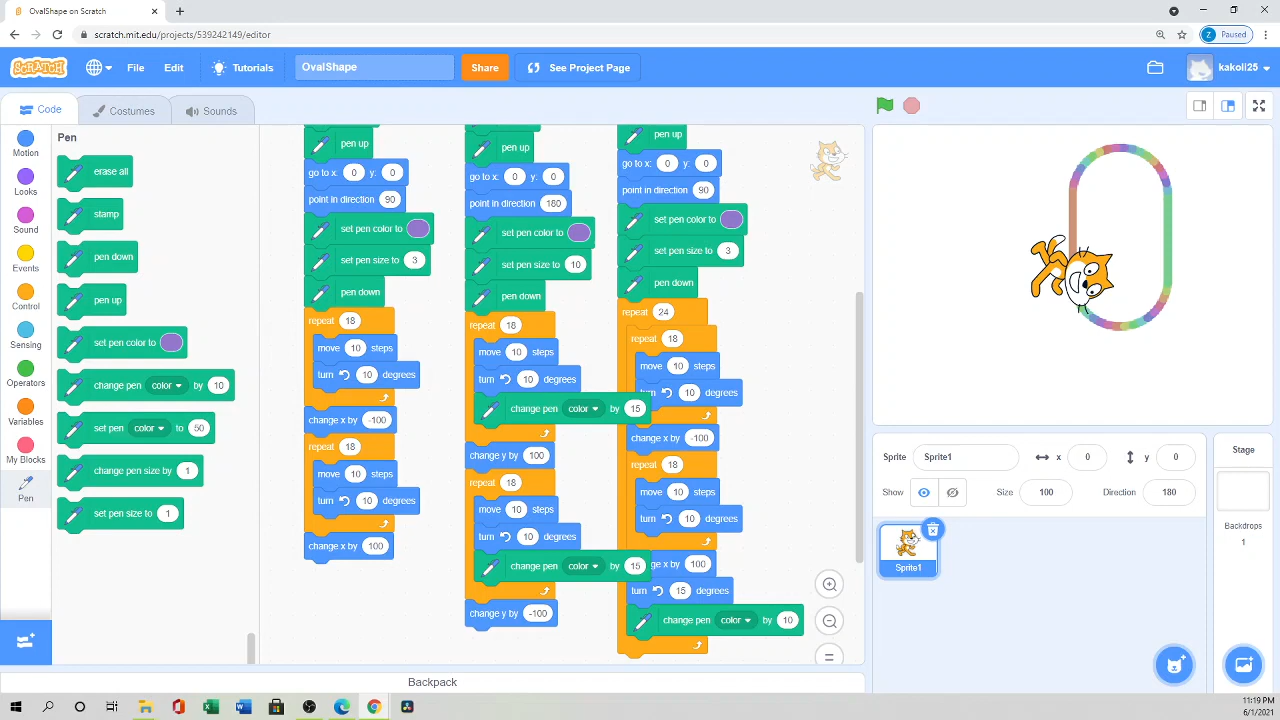 OvalShape on Scratch
scratch.mit.edu/projects/539242149/editor
Z Paused
SCRATCH
File
Edit
Tutorials
OvalShape
Share
See Project Page
kakoli25
Code
Costumes
Sounds
Motion
Looks
Sound
Events
Control
Sensing
Operators
Variables
My Blocks
Pen
Pen
erase all
stamp
pen down
pen up
set pen color to
change pen color by 10
set pen color to 50
change pen size by 1
set pen size to 1
pen up
go to x: 0 y: 0
point in direction 90
set pen color to
set pen size to 3
pen down
repeat 18
move 10 steps
turn 10 degrees
change x by -100
repeat 18
move 10 steps
turn 10 degrees
change x by 100
pen up
go to x: 0 y: 0
point in direction 180
set pen color to
set pen size to 10
pen down
repeat 18
move 10 steps
turn 10 degrees
change pen color by 15
change y by 100
repeat 18
move 10 steps
turn 10 degrees
change pen color by 15
change y by -100
pen up
go to x: 0 y: 0
point in direction 90
set pen color to
set pen size to 3
pen down
repeat 24
repeat 18
move 10 steps
turn 10 degrees
change x by -100
repeat 18
move 10 steps
turn 10 degrees
ge x by 100
turn 15 degrees
change pen color by 10
Backpack
Sprite Sprite1 x 0 y 0
Show Size 100 Direction 180
Sprite1
Stage
Backdrops
1
11:19 PM
6/1/2021